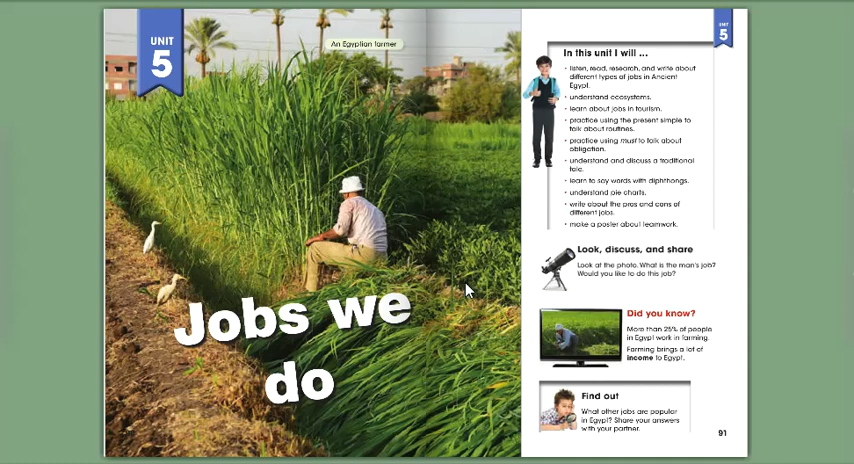 UNIT
5
An Egyptian farmer
Jobs we
do
UNIT
5
In this unit I will ...
• listen, read, research, and write about
different types of jobs in Ancient
Egypt.
• understand ecosystems.
• learn about jobs in tourism.
• practice using the present simple to
talk about routines.
• practice using must to talk about
obligation.
• understand and discuss a traditional
tale.
• learn to say words with diphthongs.
• understand pie charts.
• write about the pros and cons of
different jobs.
• make a poster about teamwork.
Look, discuss, and share
Look at the photo. What is the man's job?
Would you like to do this job?
Did you know?
More than 25% of people
in Egypt work in farming.
Farming brings a lot of
income to Egypt.
Find out
What other jobs are popular
in Egypt? Share your answers
with your partner.
91